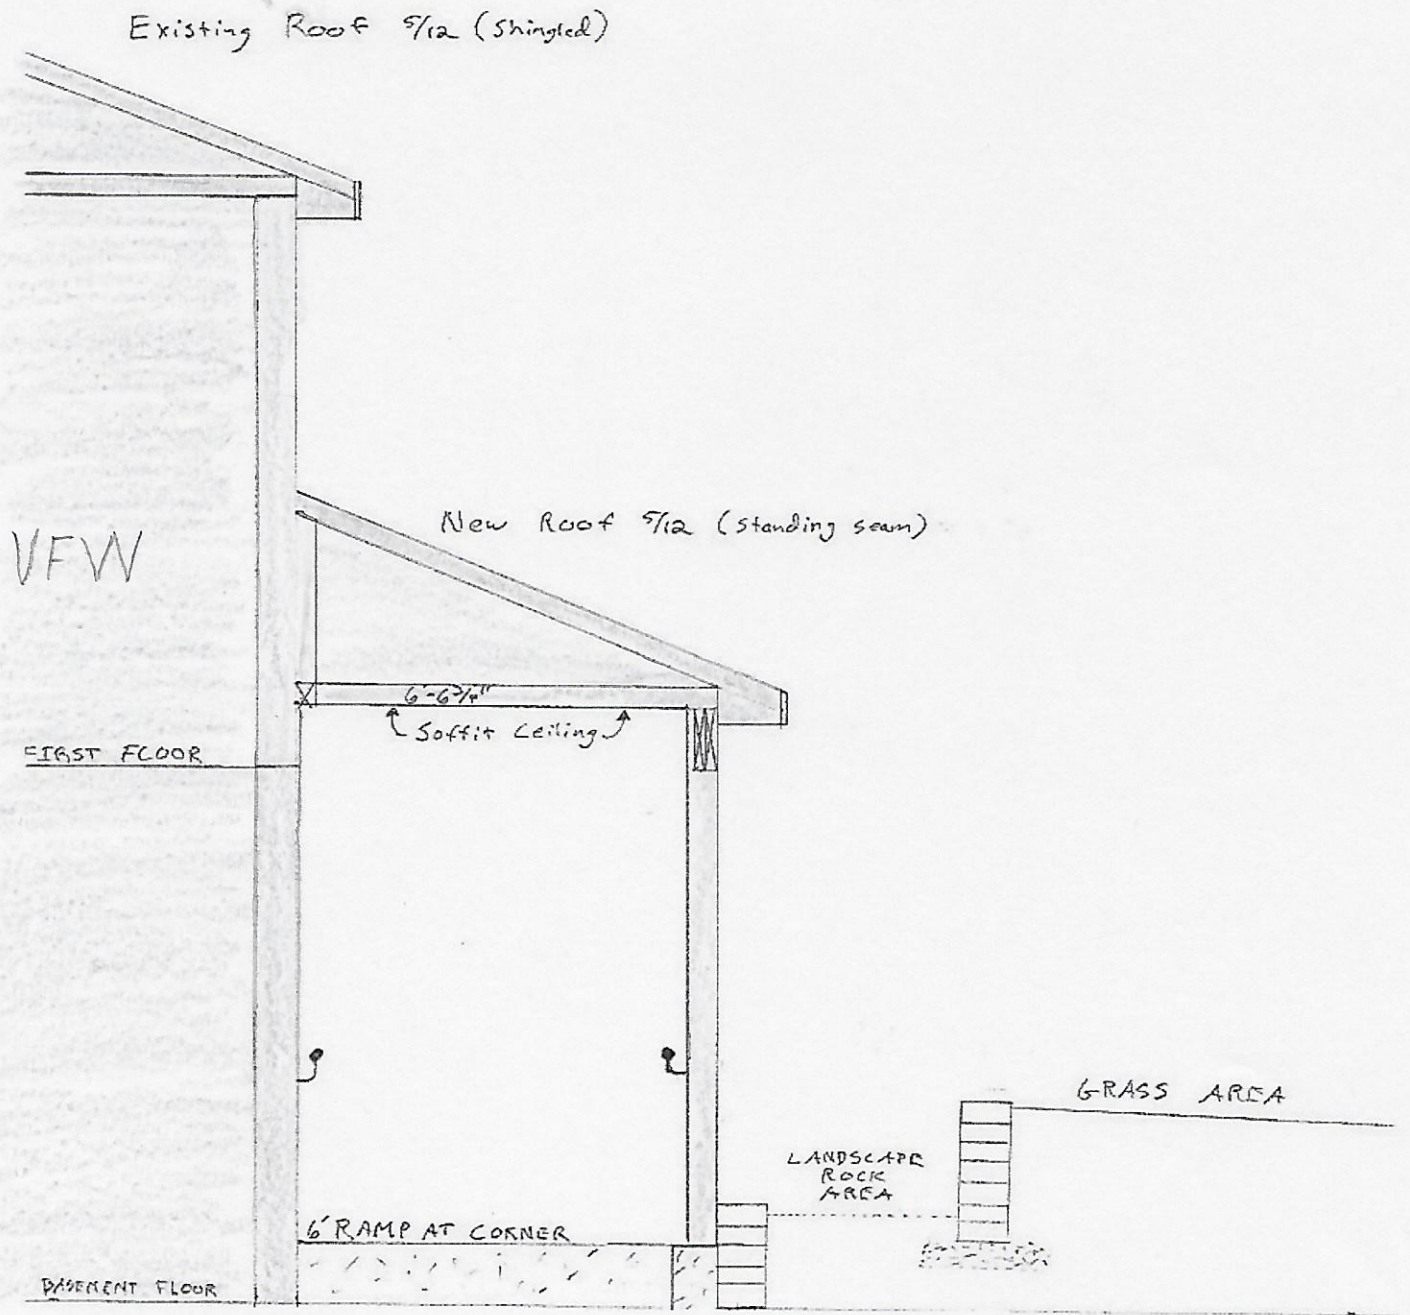 Existing Roof 5/12 (Shingled)
New Roof 5/12 (Standing seam)
VFW
6'-6 3/4"
Soffit Ceiling
FIRST FLOOR
GRASS AREA
LANDSCAPE
ROCK
AREA
6' RAMP AT CORNER
BASEMENT FLOOR